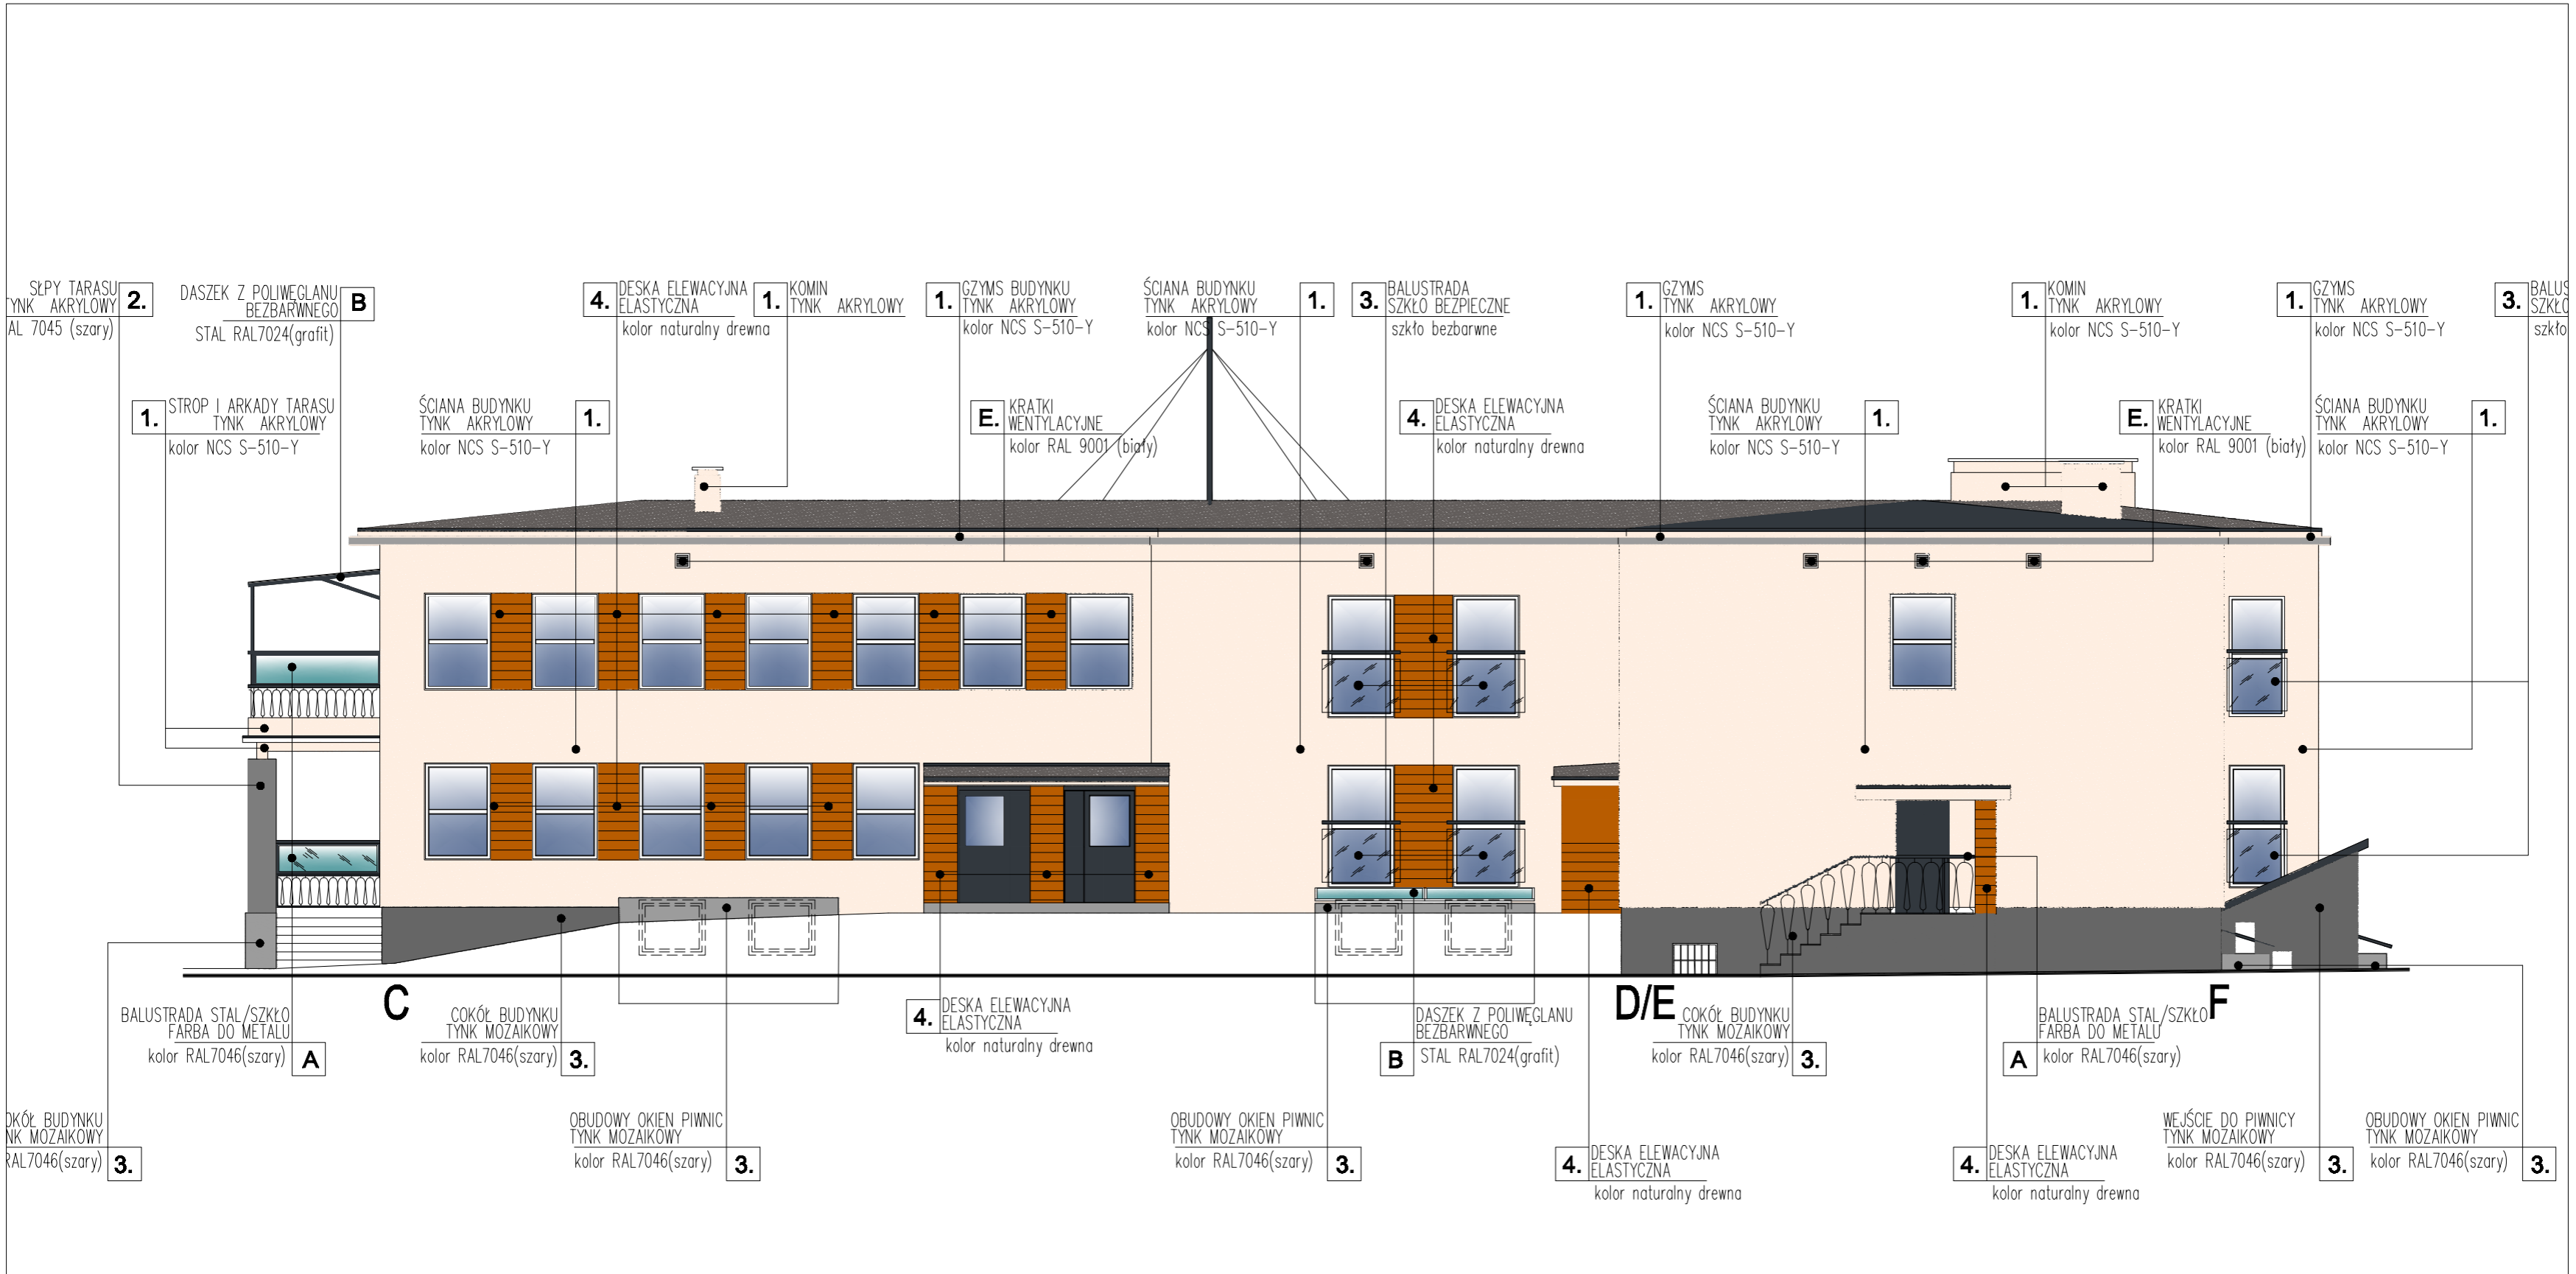 SŁPY TARASU
TYNK AKRYLOWY
AL 7045 (szary)
2.
DASZEK Z POLIWĘGLANU
BEZBARWNEGO
STAL RAL7024(grafit)
B
4.
DESKA ELEWACYJNA
ELASTYCZNA
kolor naturalny drewna
1.
KOMIN
TYNK AKRYLOWY
1.
GZYMS BUDYNKU
TYNK AKRYLOWY
kolor NCS S-510-Y
ŚCIANA BUDYNKU
TYNK AKRYLOWY
kolor NCS S-510-Y
1.
3.
BALUSTRADA
SZKŁO BEZPIECZNE
szkło bezbarwne
1.
GZYMS
TYNK AKRYLOWY
kolor NCS S-510-Y
1.
KOMIN
TYNK AKRYLOWY
kolor NCS S-510-Y
1.
GZYMS
TYNK AKRYLOWY
kolor NCS S-510-Y
3.
BALUS
SZKŁO
szkło
1.
STROP I ARKADY TARASU
TYNK AKRYLOWY
kolor NCS S-510-Y
ŚCIANA BUDYNKU
TYNK AKRYLOWY
kolor NCS S-510-Y
1.
E.
KRATKI
WENTYLACYJNE
kolor RAL 9001 (biały)
4.
DESKA ELEWACYJNA
ELASTYCZNA
kolor naturalny drewna
ŚCIANA BUDYNKU
TYNK AKRYLOWY
kolor NCS S-510-Y
1.
E.
KRATKI
WENTYLACYJNE
kolor RAL 9001 (biały)
ŚCIANA BUDYNKU
TYNK AKRYLOWY
kolor NCS S-510-Y
1.
C
D/E
F
BALUSTRADA STAL/SZKŁO
FARBA DO METALU
kolor RAL7046(szary)
A
COKÓŁ BUDYNKU
TYNK MOZAIKOWY
kolor RAL7046(szary)
3.
4.
DESKA ELEWACYJNA
ELASTYCZNA
kolor naturalny drewna
B
DASZEK Z POLIWĘGLANU
BEZBARWNEGO
STAL RAL7024(grafit)
COKÓŁ BUDYNKU
TYNK MOZAIKOWY
kolor RAL7046(szary)
3.
A
BALUSTRADA STAL/SZKŁO
FARBA DO METALU
kolor RAL7046(szary)
OKÓŁ BUDYNKU
NK MOZAIKOWY
RAL7046(szary)
3.
OBUDOWY OKIEN PIWNIC
TYNK MOZAIKOWY
kolor RAL7046(szary)
3.
OBUDOWY OKIEN PIWNIC
TYNK MOZAIKOWY
kolor RAL7046(szary)
3.
4.
DESKA ELEWACYJNA
ELASTYCZNA
kolor naturalny drewna
4.
DESKA ELEWACYJNA
ELASTYCZNA
kolor naturalny drewna
WEJŚCIE DO PIWNICY
TYNK MOZAIKOWY
kolor RAL7046(szary)
3.
OBUDOWY OKIEN PIWNIC
TYNK MOZAIKOWY
kolor RAL7046(szary)
3.